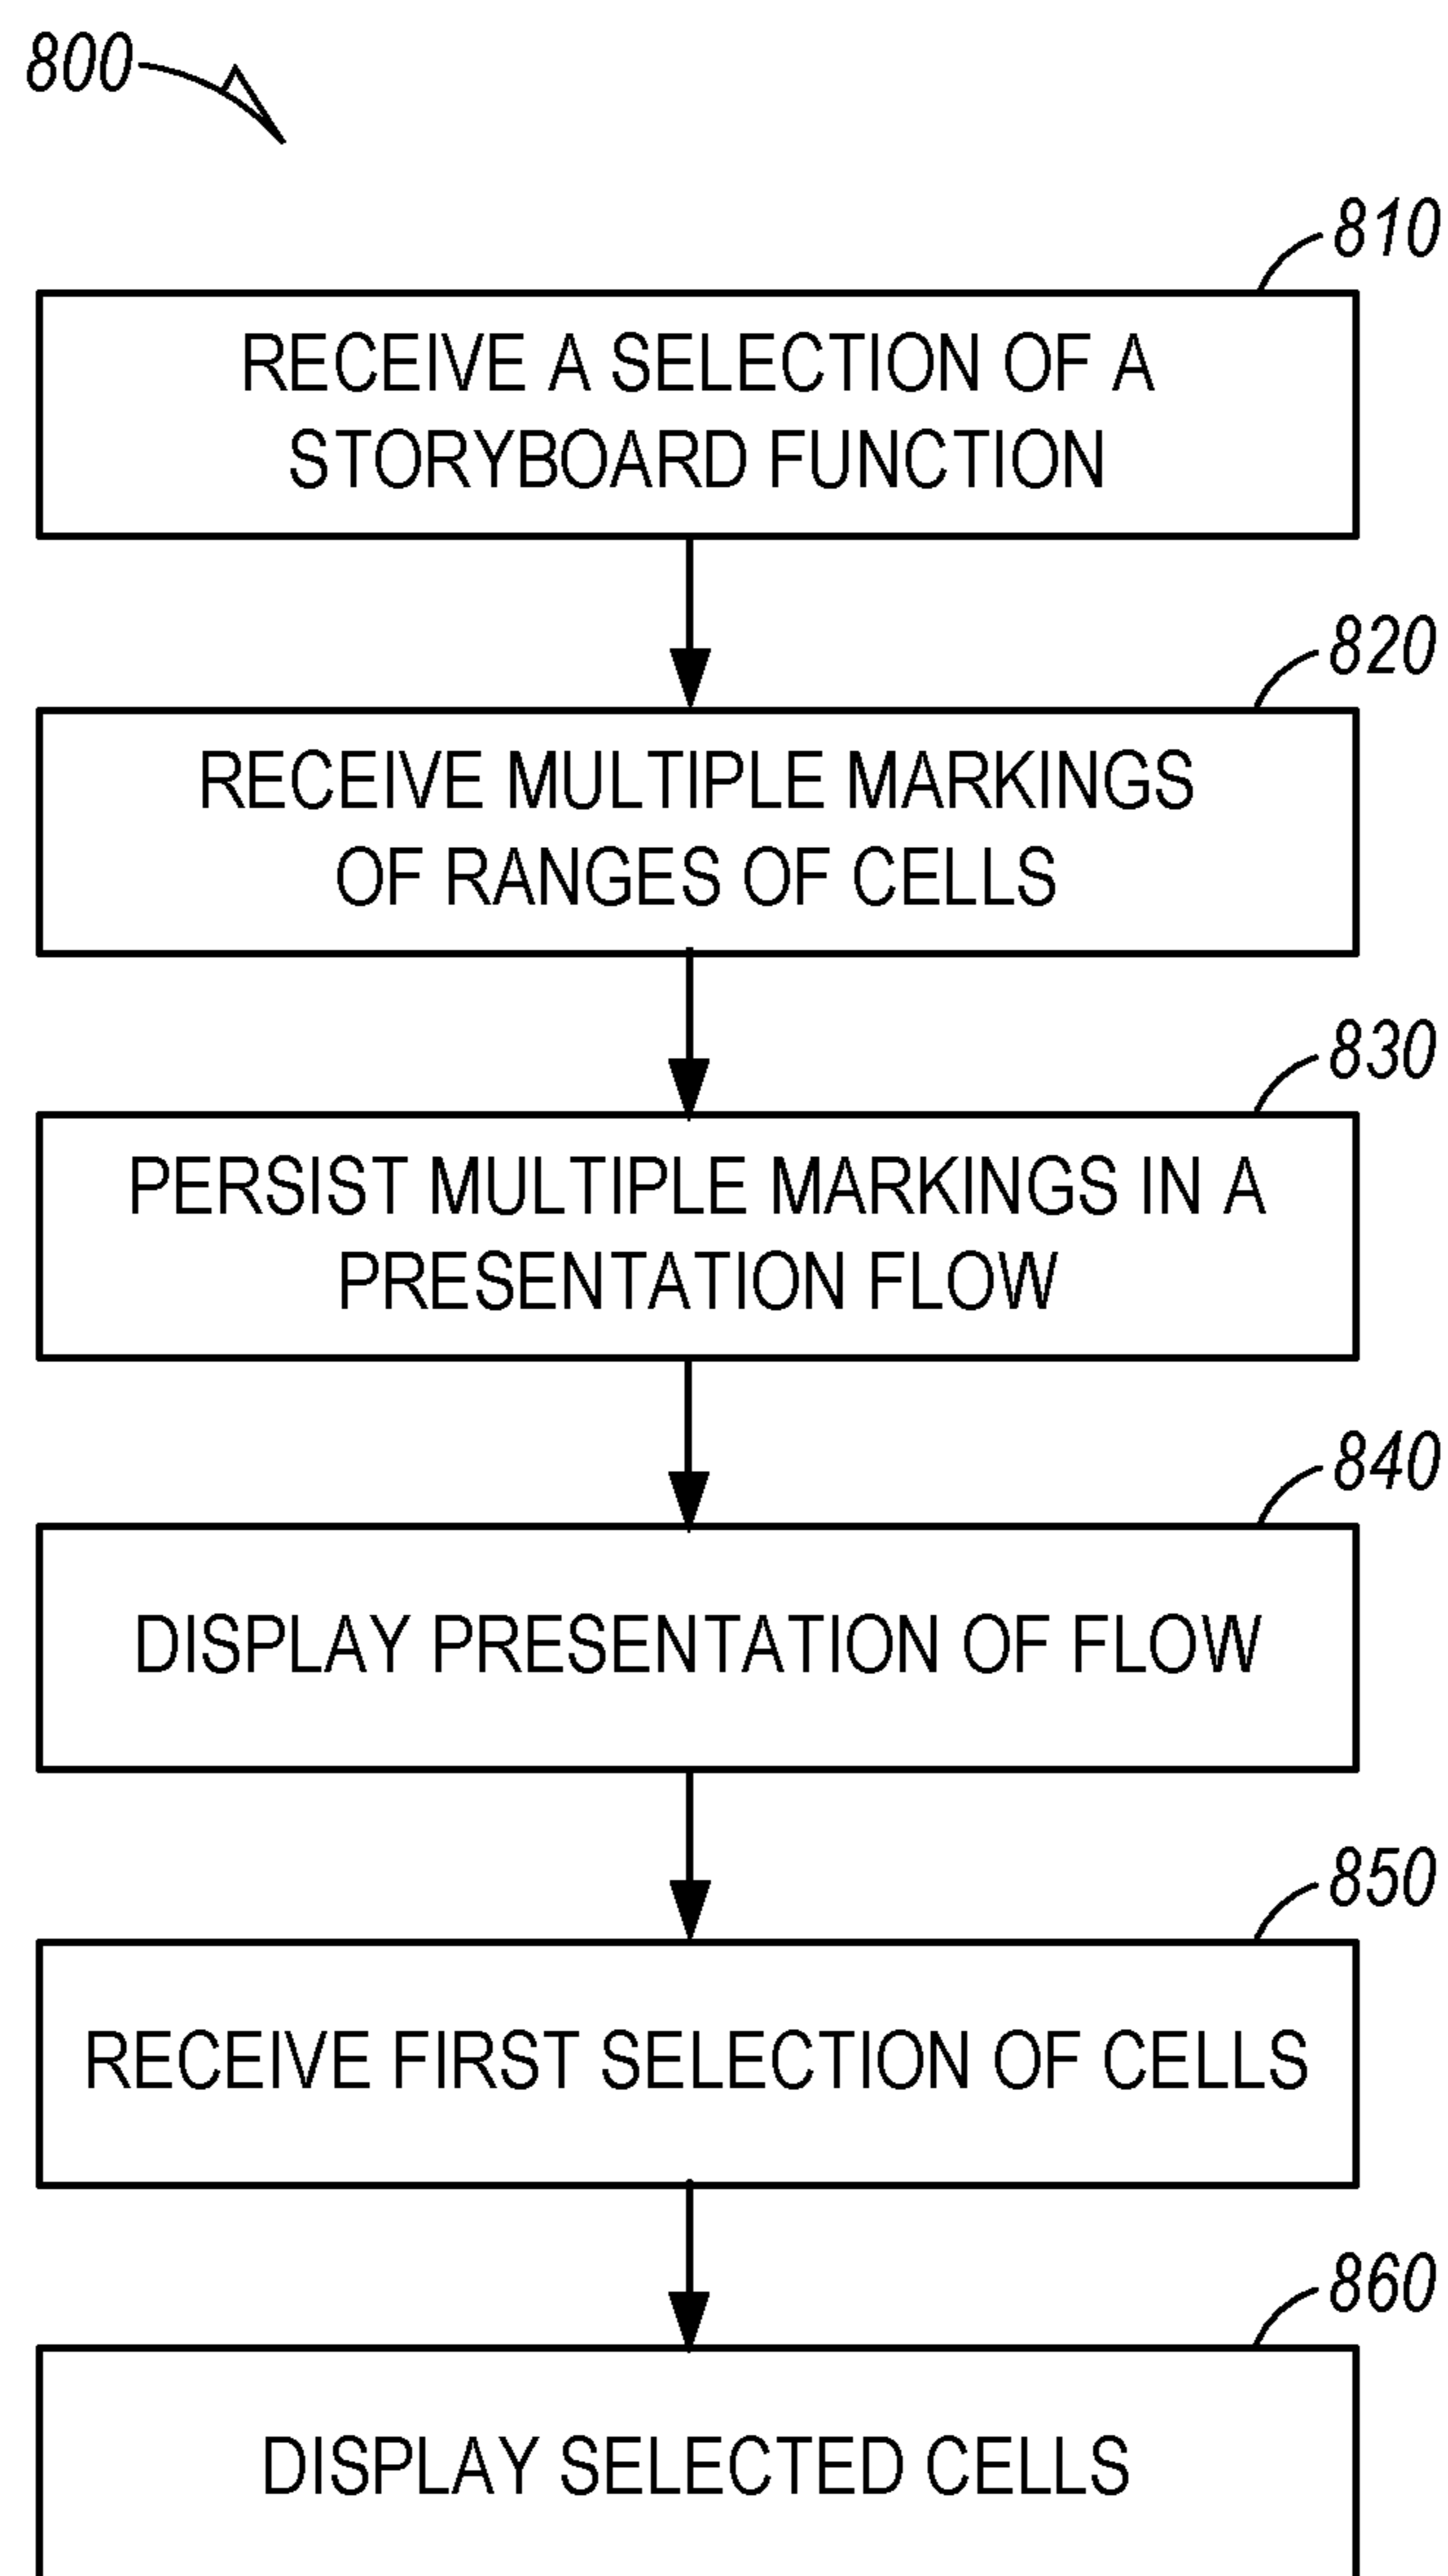 800
810
RECEIVE A SELECTION OF A
STORYBOARD FUNCTION
820
RECEIVE MULTIPLE MARKINGS
OF RANGES OF CELLS
830
PERSIST MULTIPLE MARKINGS IN A
PRESENTATION FLOW
840
DISPLAY PRESENTATION OF FLOW
850
RECEIVE FIRST SELECTION OF CELLS
860
DISPLAY SELECTED CELLS